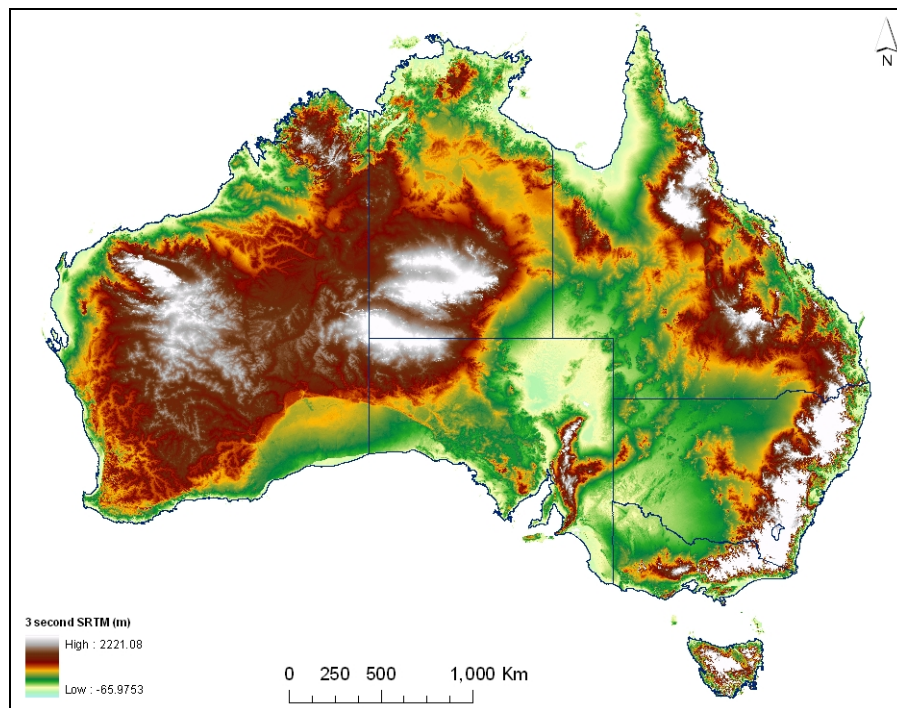 N
3 second SRTM (m)
High : 2221.08
Low : -65.9753
0 250 500 1,000 Km